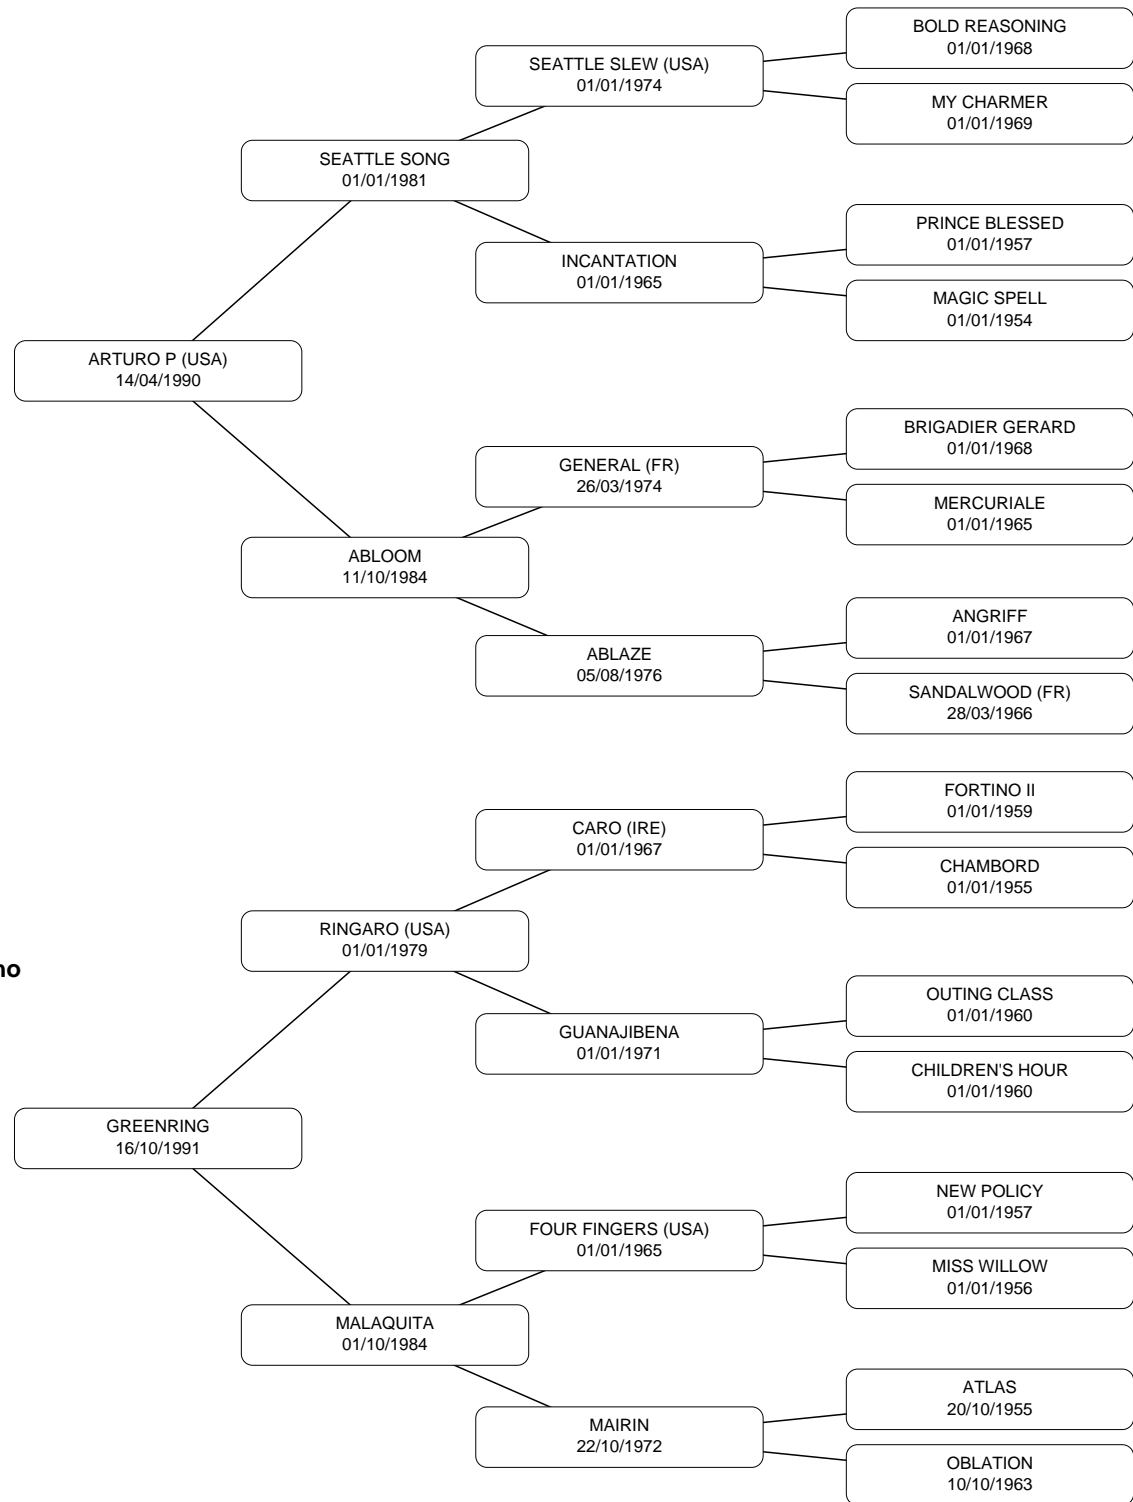 BOLD REASONING
01/01/1968
SEATTLE SLEW (USA)
01/01/1974
MY CHARMER
01/01/1969
SEATTLE SONG
01/01/1981
PRINCE BLESSED
01/01/1957
INCANTATION
01/01/1965
MAGIC SPELL
01/01/1954
ARTURO P (USA)
14/04/1990
BRIGADIER GERARD
01/01/1968
GENERAL (FR)
26/03/1974
MERCURIALE
01/01/1965
ABLOOM
11/10/1984
ANGRIFF
01/01/1967
ABLAZE
05/08/1976
SANDALWOOD (FR)
28/03/1966
FORTINO II
01/01/1959
CARO (IRE)
01/01/1967
CHAMBORD
01/01/1955
RINGARO (USA)
01/01/1979
no
OUTING CLASS
01/01/1960
GUANAJIBENA
01/01/1971
CHILDREN'S HOUR
01/01/1960
GREENRING
16/10/1991
NEW POLICY
01/01/1957
FOUR FINGERS (USA)
01/01/1965
MISS WILLOW
01/01/1956
MALAQUITA
01/10/1984
ATLAS
20/10/1955
MAIRIN
22/10/1972
OBLATION
10/10/1963